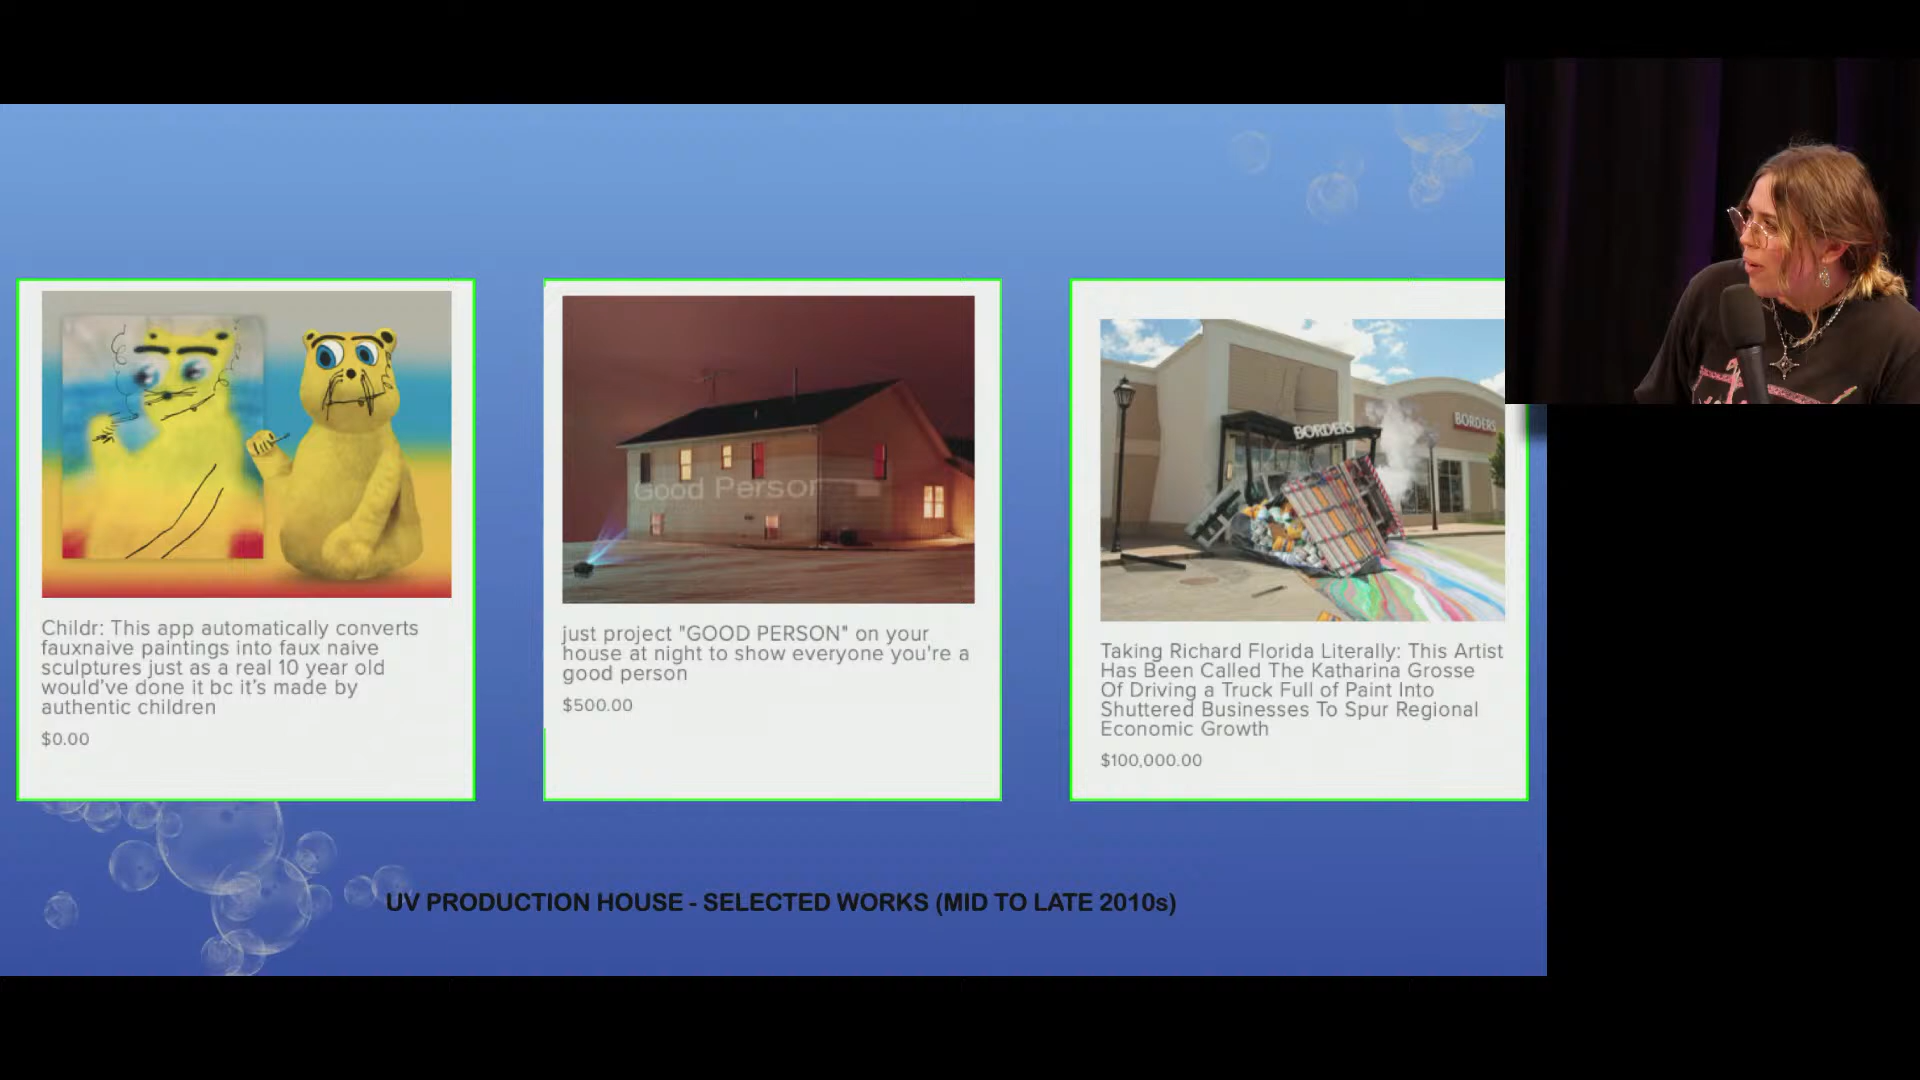 Good Person
BORDERS
BORDERS
Childr: This app automatically converts
fauxnaive paintings into faux naive
sculptures just as a real 10 year old
would've done it bc it's made by
authentic children
$0.00
just project "GOOD PERSON" on your
house at night to show everyone you're a
good person
$500.00
Taking Richard Florida Literally: This Artist
Has Been Called The Katharina Grosse
Of Driving a Truck Full of Paint Into
Shuttered Businesses To Spur Regional
Economic Growth
$100,000.00
UV PRODUCTION HOUSE - SELECTED WORKS (MID TO LATE 2010s)